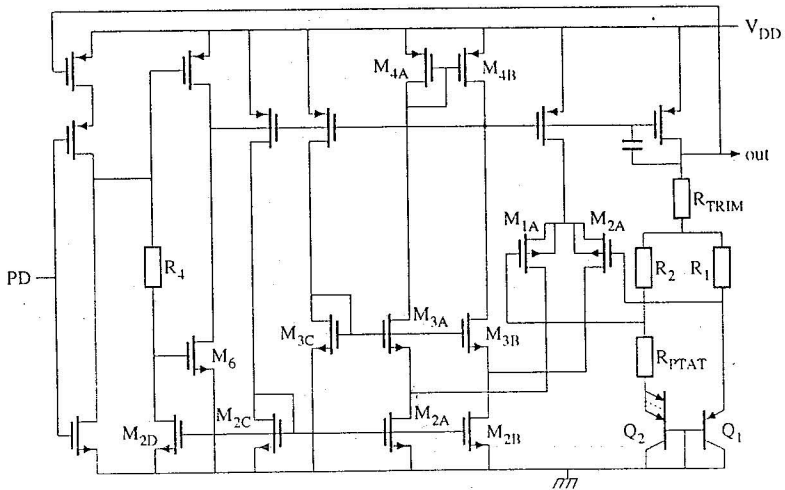 V_DD
M_4A
M_4B
out
R_TRIM
M_1A
M_2A
R_4
R_2
R_1
PD
M_3A
M_3C
M_3B
M_6
R_PTAT
M_2D
M_2C
M_2A
M_2B
Q_2
Q_1